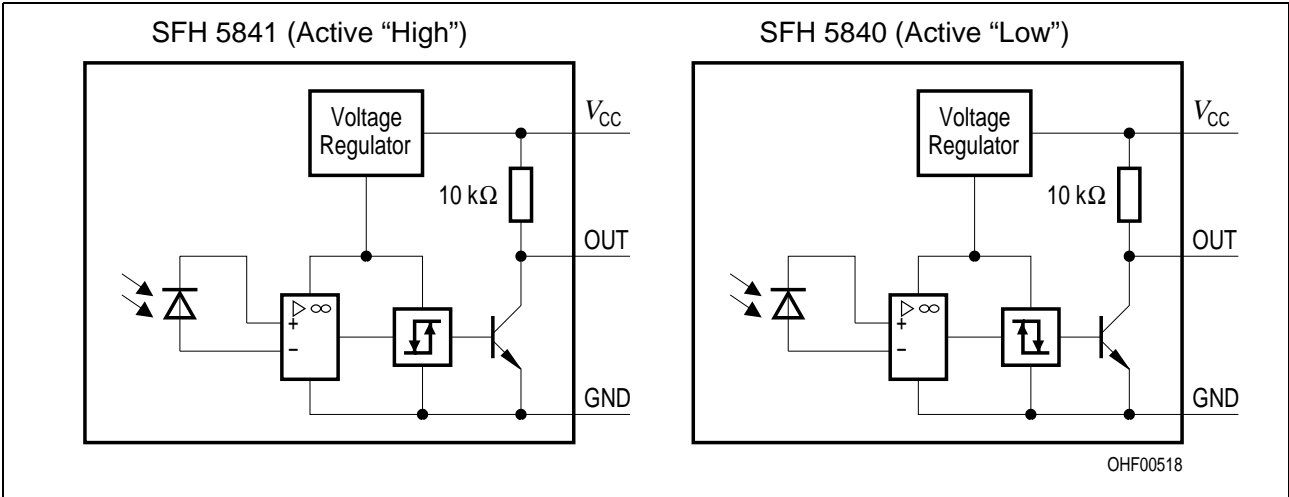 SFH 5841 (Active “High”)
Voltage
Regulator
V_CC
10 kΩ
OUT
▷ ∞
+
−
GND
SFH 5840 (Active “Low”)
Voltage
Regulator
V_CC
10 kΩ
OUT
▷ ∞
+
−
GND
OHF00518